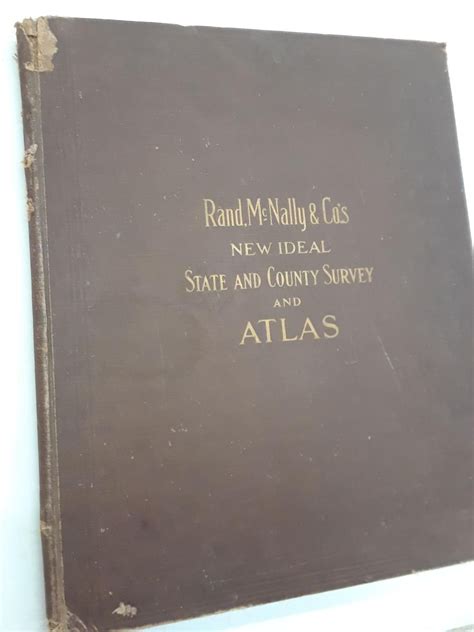 Rand, McNally & Co's
NEW IDEAL
STATE AND COUNTY SURVEY
AND
ATLAS